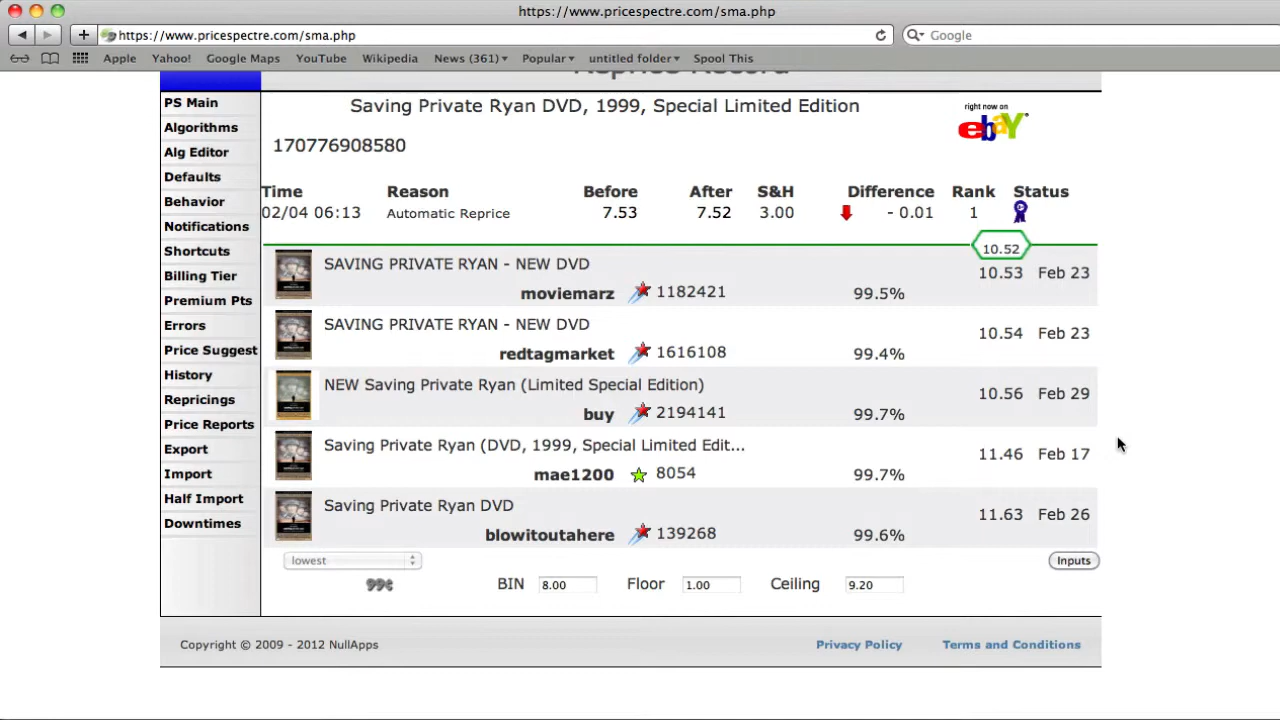 https://www.pricespectre.com/sma.php
https://www.pricespectre.com/sma.php
Google
Apple Yahoo! Google Maps YouTube Wikipedia News (361) Popular untitled folder Spool This
Reprice Record
PS Main
Algorithms
Alg Editor
Defaults
Behavior
Notifications
Shortcuts
Billing Tier
Premium Pts
Errors
Price Suggest
History
Repricings
Price Reports
Export
Import
Half Import
Downtimes
Saving Private Ryan DVD, 1999, Special Limited Edition
right now on
ebay
170776908580
Time Reason Before After S&H Difference Rank Status
02/04 06:13 Automatic Reprice 7.53 7.52 3.00 - 0.01 1
10.52
SAVING PRIVATE RYAN - NEW DVD
10.53 Feb 23
moviemarz 1182421 99.5%
SAVING PRIVATE RYAN - NEW DVD
10.54 Feb 23
redtagmarket 1616108 99.4%
NEW Saving Private Ryan (Limited Special Edition)
10.56 Feb 29
buy 2194141 99.7%
Saving Private Ryan (DVD, 1999, Special Limited Edit...
11.46 Feb 17
mae1200 8054 99.7%
Saving Private Ryan DVD
11.63 Feb 26
blowitoutahere 139268 99.6%
lowest
Inputs
99¢ BIN 8.00 Floor 1.00 Ceiling 9.20
Copyright © 2009 - 2012 NullApps Privacy Policy Terms and Conditions